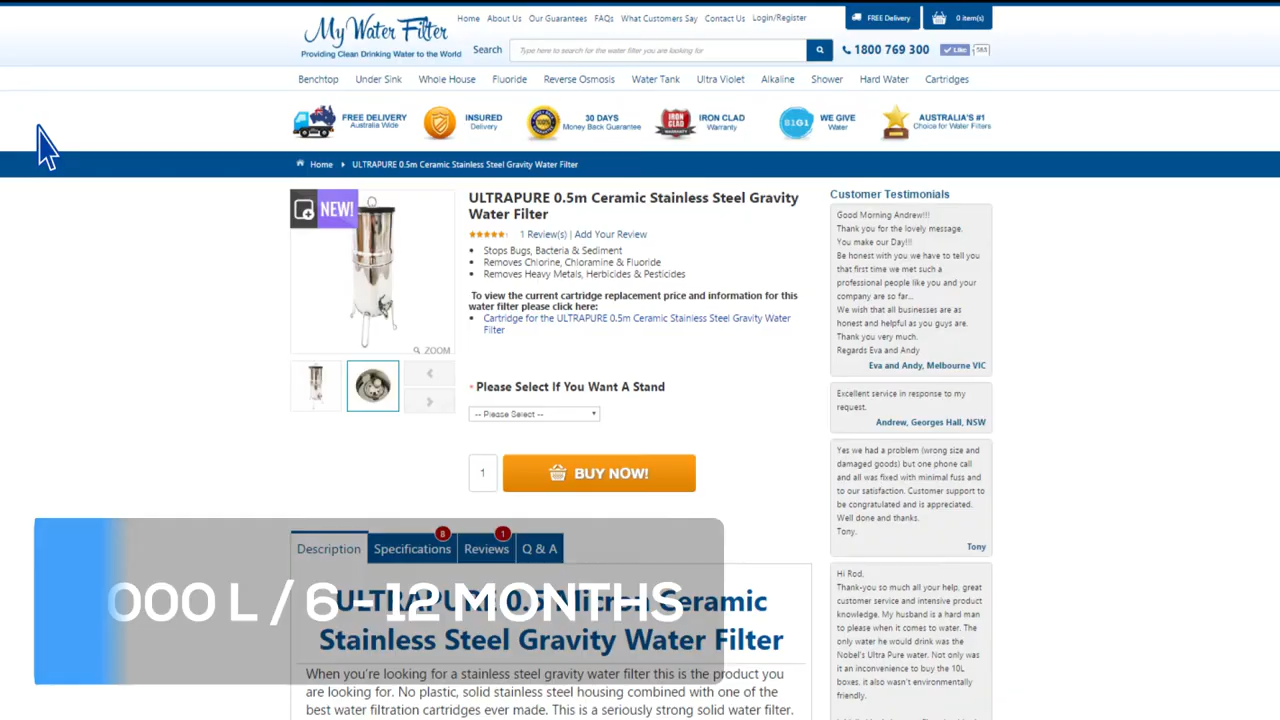 My Water Filter
Providing Clean Drinking Water to the World
Home About Us Our Guarantees FAQs What Customers Say Contact Us Login/Register
FREE Delivery
0 item(s)
Search
Type here to search for the water filter you are looking for
1800 769 300
Like
Benchtop Under Sink Whole House Fluoride Reverse Osmosis Water Tank Ultra Violet Alkaline Shower Hard Water Cartridges
FREE DELIVERY
Australia Wide
INSURED
Delivery
100%
30 DAYS
Money Back Guarantee
IRON CLAD
WARRANTY
IRON CLAD
Warranty
B1G1
WE GIVE
Water
AUSTRALIA'S #1
Choice for Water Filters
Home ULTRAPURE 0.5m Ceramic Stainless Steel Gravity Water Filter
NEW!
ZOOM
ULTRAPURE 0.5m Ceramic Stainless Steel Gravity
Water Filter
1 Review(s) | Add Your Review
Stops Bugs, Bacteria & Sediment
Removes Chlorine, Chloramine & Fluoride
Removes Heavy Metals, Herbicides & Pesticides
To view the current cartridge replacement price and information for this
water filter please click here:
Cartridge for the ULTRAPURE 0.5m Ceramic Stainless Steel Gravity Water
Filter
* Please Select If You Want A Stand
-- Please Select --
1
BUY NOW!
Customer Testimonials
Good Morning Andrew!!!
Thank you for the lovely message.
You make our Day!!!
Be honest with you we have to tell you
that first time we met such a
professional people like you and your
company are so far...
We wish that all businesses are as
honest and helpful as you guys are.
Thank you very much.
Regards Eva and Andy
Eva and Andy, Melbourne VIC
Excellent service in response to my
request.
Andrew, Georges Hall, NSW
Yes we had a problem (wrong size and
damaged goods) but one phone call
and all was fixed with minimal fuss and
to our satisfaction. Customer support to
be congratulated and is appreciated.
Well done and thanks.
Tony.
Tony
Hi Rod,
Thank-you so much all your help, great
customer service and intensive product
knowledge. My husband is a hard man
to please when it comes to water. The
only water he would drink was the
Nobel's Ultra Pure water. Not only was
it an inconvenience to buy the 10L
boxes, it also wasn't environmentally
friendly.
Description
Specifications
8
Reviews
1
Q & A
000 L / 6 - 12 MONTHS
ULTRAPURE 0.5 Micron Ceramic
Stainless Steel Gravity Water Filter
When you're looking for a stainless steel gravity water filter this is the product you
are looking for. No plastic, solid stainless steel housing combined with one of the
best water filtration cartridges ever made. This is a seriously strong solid water filter.